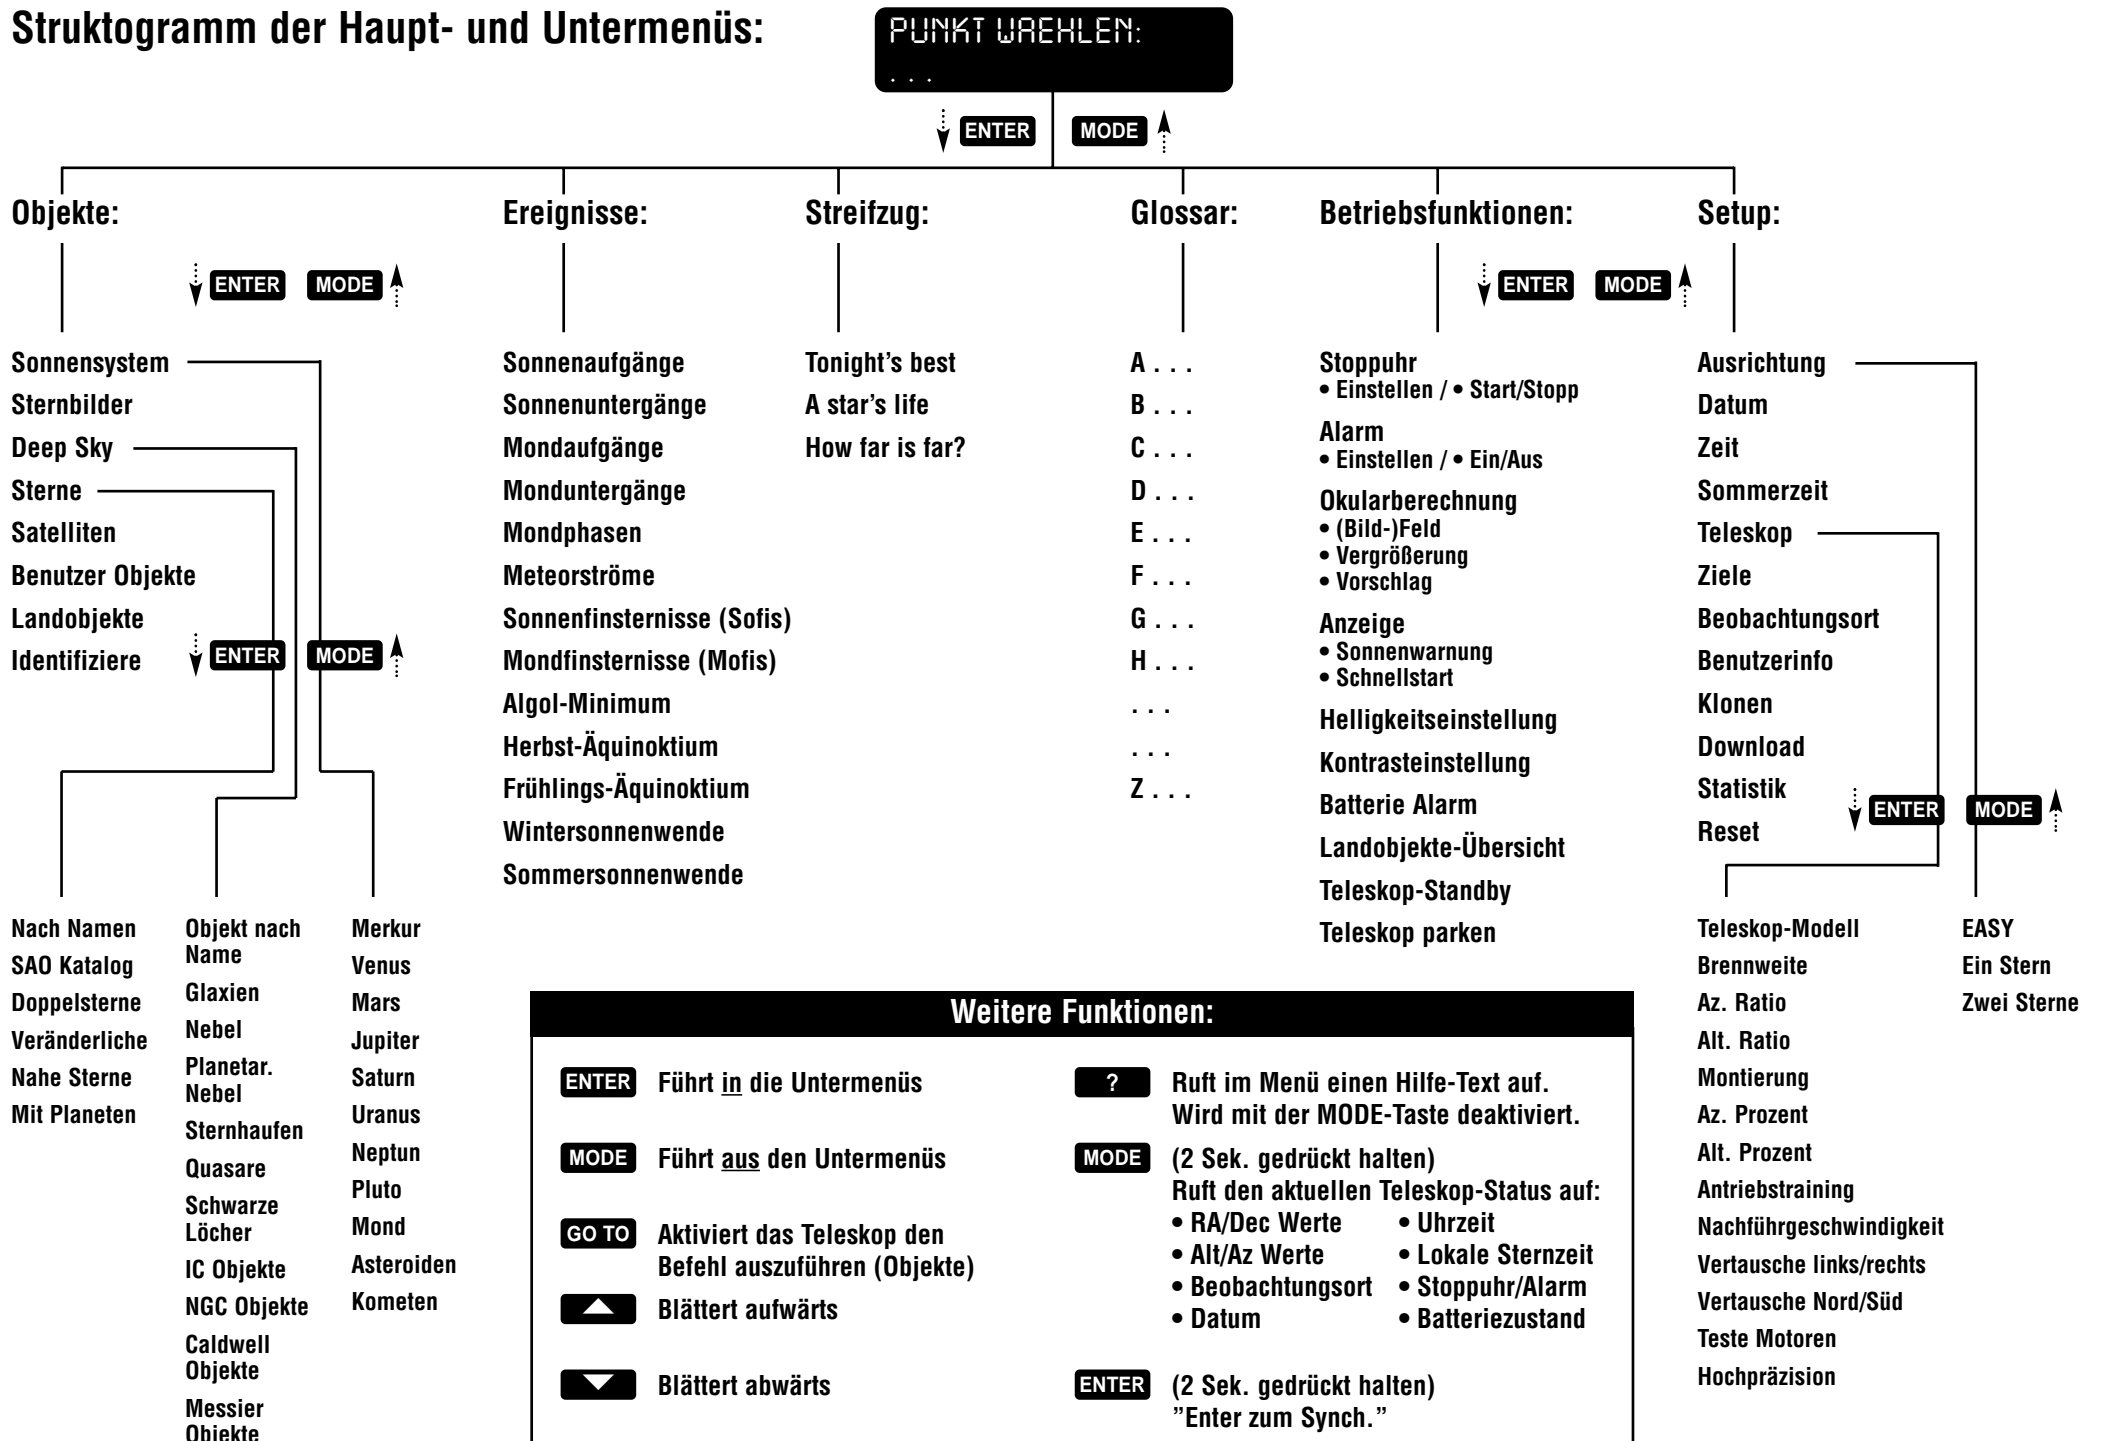 Struktogramm der Haupt- und Untermenüs:
PUNKT WAEHLEN:
. . .
ENTER MODE
Objekte:
ENTER MODE
Sonnensystem
Sternbilder
Deep Sky
Sterne
Satelliten
Benutzer Objekte
Landobjekte
Identifiziere
ENTER MODE
Nach Namen
SAO Katalog
Doppelsterne
Veränderliche
Nahe Sterne
Mit Planeten
Objekt nach
Name
Glaxien
Nebel
Planetar.
Nebel
Sternhaufen
Quasare
Schwarze
Löcher
IC Objekte
NGC Objekte
Caldwell
Objekte
Messier
Objekte
Merkur
Venus
Mars
Jupiter
Saturn
Uranus
Neptun
Pluto
Mond
Asteroiden
Kometen
Ereignisse:
Sonnenaufgänge
Sonnenuntergänge
Mondaufgänge
Monduntergänge
Mondphasen
Meteorströme
Sonnenfinsternisse (Sofis)
Mondfinsternisse (Mofis)
Algol-Minimum
Herbst-Äquinoktium
Frühlings-Äquinoktium
Wintersonnenwende
Sommersonnenwende
Streifzug:
Tonight's best
A star’s life
How far is far?
Glossar:
A . . .
B . . .
C . . .
D . . .
E . . .
F . . .
G . . .
H . . .
. . .
. . .
Z . . .
Betriebsfunktionen:
ENTER MODE
Stoppuhr
• Einstellen / • Start/Stopp
Alarm
• Einstellen / • Ein/Aus
Okularberechnung
• (Bild-)Feld
• Vergrößerung
• Vorschlag
Anzeige
• Sonnenwarnung
• Schnellstart
Helligkeitseinstellung
Kontrasteinstellung
Batterie Alarm
Landobjekte-Übersicht
Teleskop-Standby
Teleskop parken
Setup:
Ausrichtung
Datum
Zeit
Sommerzeit
Teleskop
Ziele
Beobachtungsort
Benutzerinfo
Klonen
Download
Statistik
Reset
ENTER MODE
Teleskop-Modell
Brennweite
Az. Ratio
Alt. Ratio
Montierung
Az. Prozent
Alt. Prozent
Antriebstraining
Nachführgeschwindigkeit
Vertausche links/rechts
Vertausche Nord/Süd
Teste Motoren
Hochpräzision
EASY
Ein Stern
Zwei Sterne
Weitere Funktionen:
ENTER Führt in die Untermenüs
MODE Führt aus den Untermenüs
GO TO Aktiviert das Teleskop den
Befehl auszuführen (Objekte)
Blättert aufwärts
Blättert abwärts
? Ruft im Menü einen Hilfe-Text auf.
Wird mit der MODE-Taste deaktiviert.
MODE (2 Sek. gedrückt halten)
Ruft den aktuellen Teleskop-Status auf:
• RA/Dec Werte • Uhrzeit
• Alt/Az Werte • Lokale Sternzeit
• Beobachtungsort • Stoppuhr/Alarm
• Datum • Batteriezustand
ENTER (2 Sek. gedrückt halten)
”Enter zum Synch.”